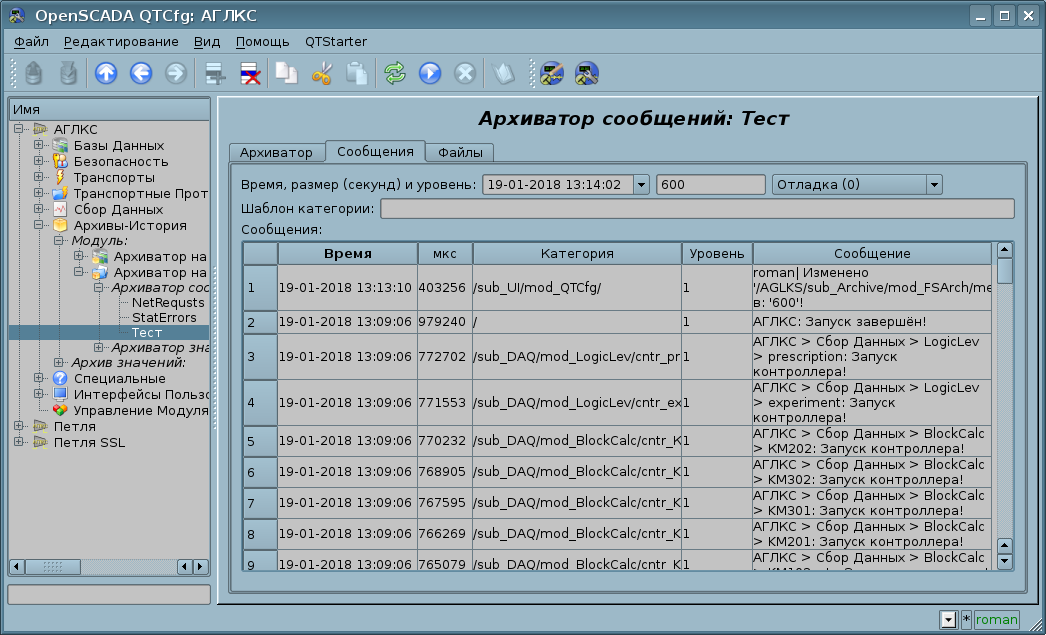 OpenSCADA QTCfg: АГЛКС
Файл Редактирование Вид Помощь QTStarter
Имя
АГЛКС
Базы Данных
Безопасность
Транспорты
Транспортные Прот
Сбор Данных
Архивы-История
Модуль:
Архиватор на
Архиватор на
Архиватор соо
NetRequsts
StatErrors
Тест
Архиватор зна
Архив значений:
Специальные
Интерфейсы Пользо
Управление Модуля
Петля
Петля SSL
Архиватор сообщений: Тест
Архиватор Сообщения Файлы
Время, размер (секунд) и уровень: 19-01-2018 13:14:02 600 Отладка (0)
Шаблон категории:
Сообщения:
Время мкс Категория Уровень Сообщение
1 19-01-2018 13:13:10 403256 /sub_UI/mod_QTCfg/ 1 roman| Изменено
'/AGLKS/sub_Archive/mod_FSArch/me
в: '600'!
2 19-01-2018 13:09:06 979240 / 1 АГЛКС: Запуск завершён!
3 19-01-2018 13:09:06 772702 /sub_DAQ/mod_LogicLev/cntr_pr 1 АГЛКС > Сбор Данных > LogicLev
> prescription: Запуск
контроллера!
4 19-01-2018 13:09:06 771553 /sub_DAQ/mod_LogicLev/cntr_ex 1 АГЛКС > Сбор Данных > LogicLev
> experiment: Запуск
контроллера!
5 19-01-2018 13:09:06 770232 /sub_DAQ/mod_BlockCalc/cntr_K 1 АГЛКС > Сбор Данных > BlockCalc
> KM202: Запуск контроллера!
6 19-01-2018 13:09:06 768905 /sub_DAQ/mod_BlockCalc/cntr_K 1 АГЛКС > Сбор Данных > BlockCalc
> KM302: Запуск контроллера!
7 19-01-2018 13:09:06 767595 /sub_DAQ/mod_BlockCalc/cntr_K 1 АГЛКС > Сбор Данных > BlockCalc
> KM301: Запуск контроллера!
8 19-01-2018 13:09:06 766269 /sub_DAQ/mod_BlockCalc/cntr_K 1 АГЛКС > Сбор Данных > BlockCalc
> KM201: Запуск контроллера!
9 19-01-2018 13:09:06 765079 /sub_DAQ/mod_BlockCalc/cntr_K 1 АГЛКС > Сбор Данных > BlockCalc
* roman